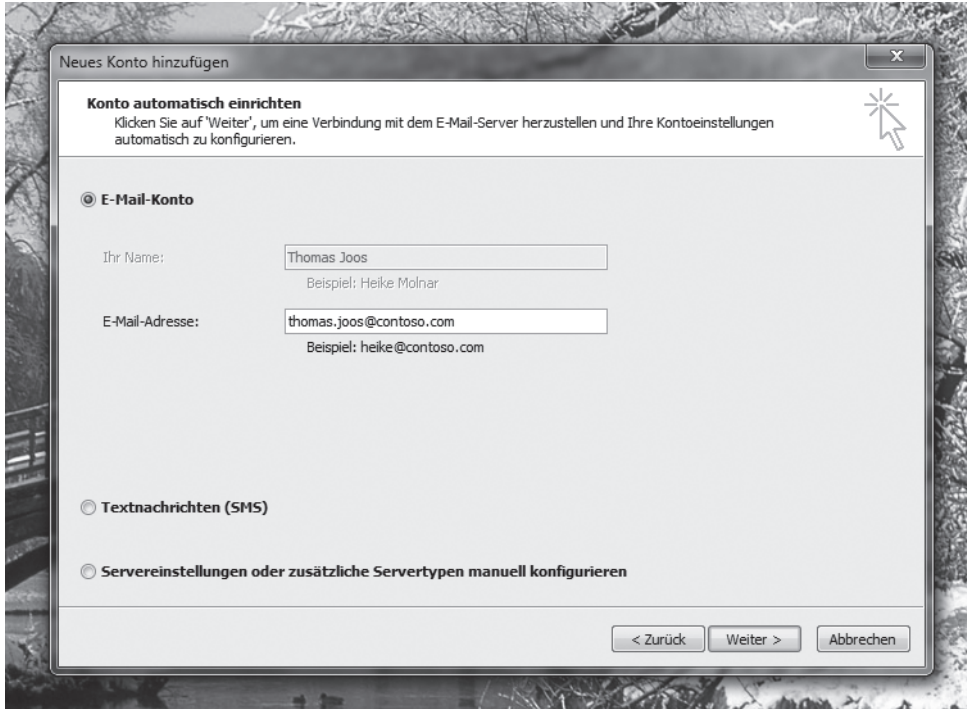 Neues Konto hinzufügen
Konto automatisch einrichten
Klicken Sie auf 'Weiter', um eine Verbindung mit dem E-Mail-Server herzustellen und Ihre Kontoeinstellungen
automatisch zu konfigurieren.
E-Mail-Konto
Ihr Name:
Thomas Joos
Beispiel: Heike Molnar
E-Mail-Adresse:
thomas.joos@contoso.com
Beispiel: heike@contoso.com
Textnachrichten (SMS)
Servereinstellungen oder zusätzliche Servertypen manuell konfigurieren
< Zurück
Weiter >
Abbrechen